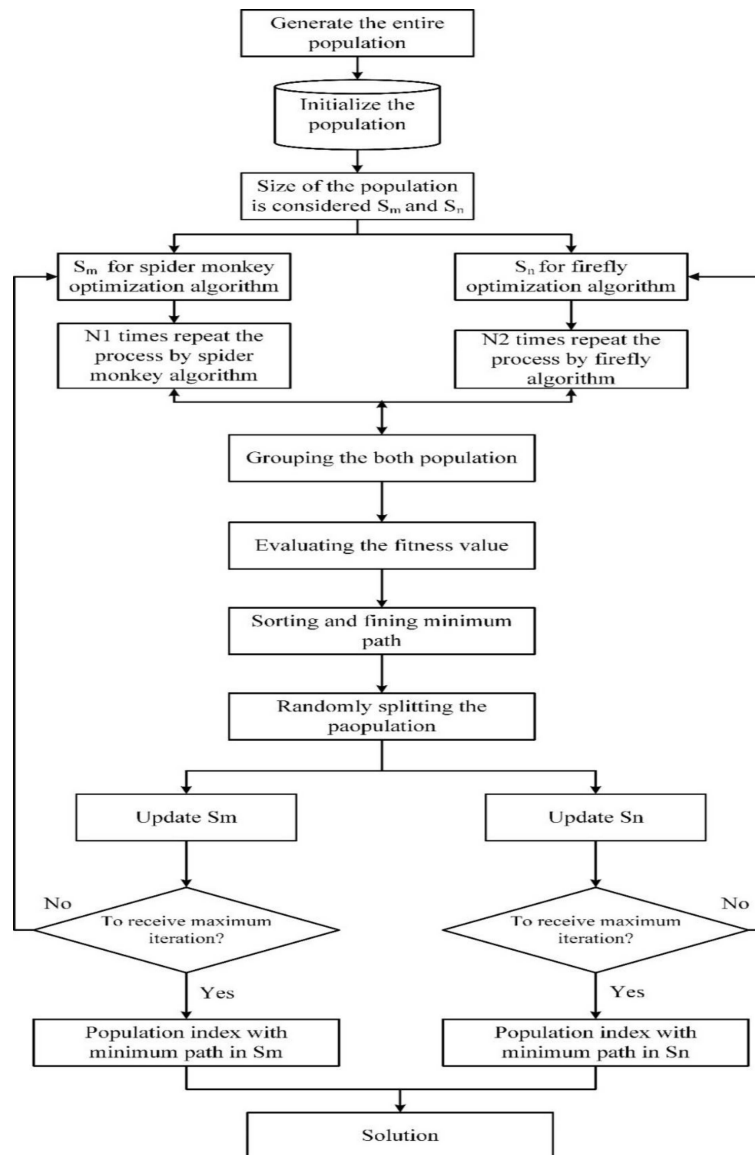 Generate the entire
population
Initialize the
population
Size of the population
is considered Sₘ and Sₙ
Sₘ for spider monkey
optimization algorithm
Sₙ for firefly
optimization algorithm
N1 times repeat the
process by spider
monkey algorithm
N2 times repeat the
process by firefly
algorithm
Grouping the both population
Evaluating the fitness value
Sorting and fining minimum
path
Randomly splitting the
paopulation
Update Sm
Update Sn
No
To receive maximum
iteration?
To receive maximum
iteration?
No
Yes
Yes
Population index with
minimum path in Sm
Population index with
minimum path in Sn
Solution